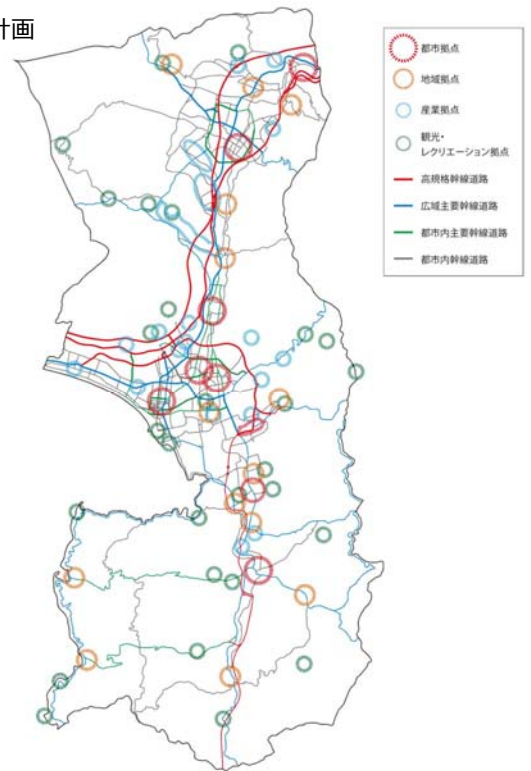 計画
都市拠点
地域拠点
産業拠点
観光・
レクリエーション拠点
高規格幹線道路
広域主要幹線道路
都市内主要幹線道路
都市内幹線道路